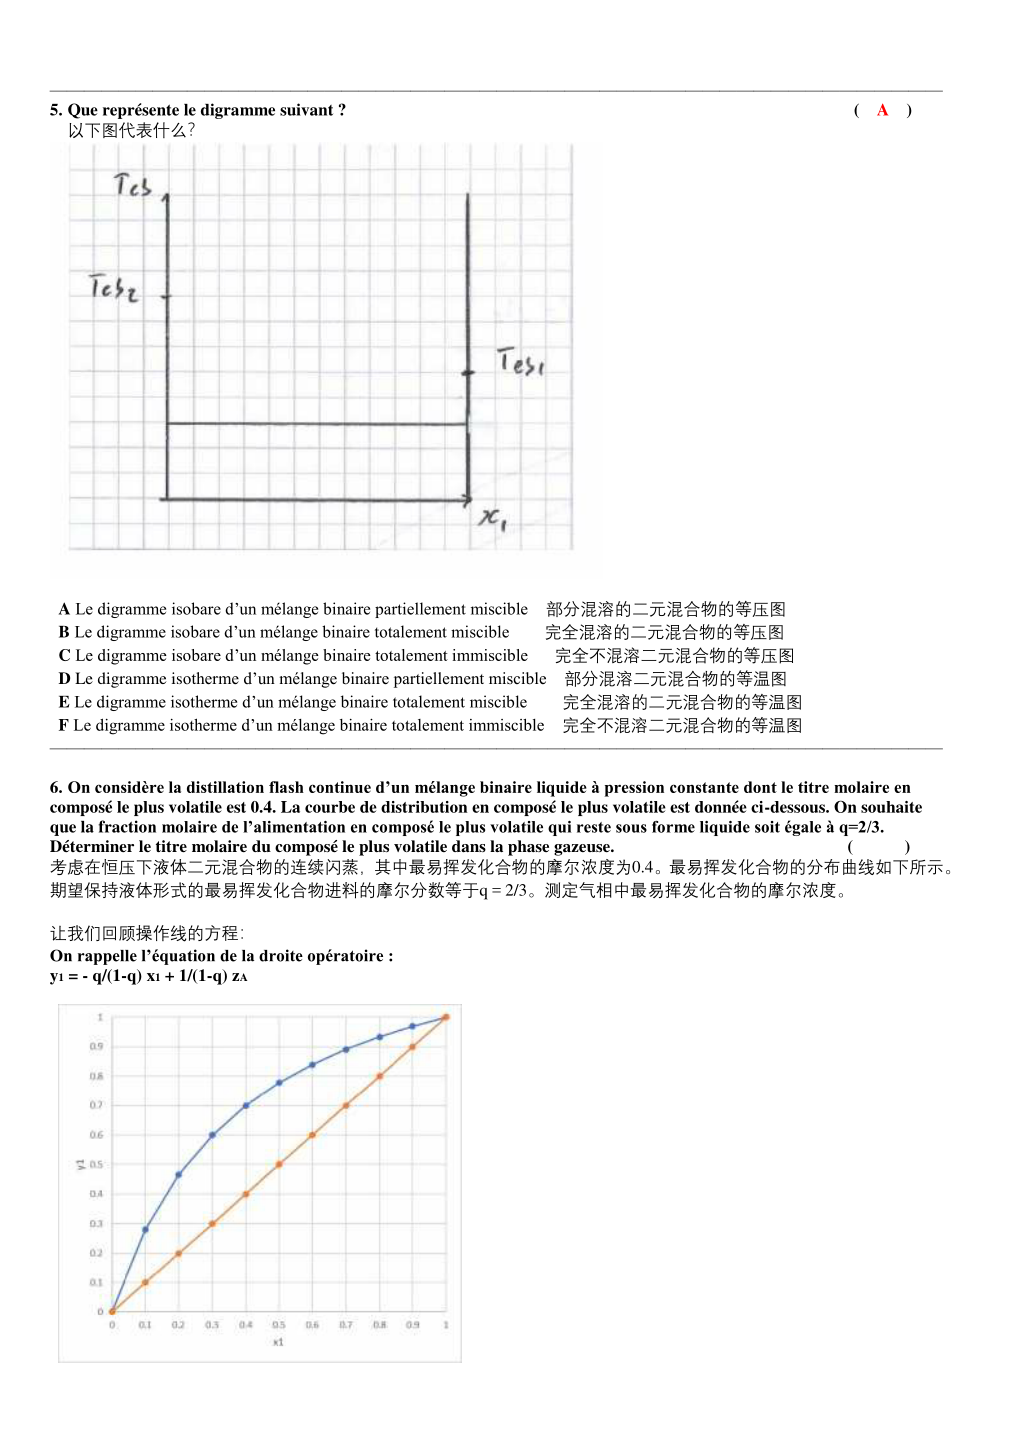 5. Que représente le digramme suivant ? ( A )
以下图代表什么?
Teb
Teb2
Teb1
x1
A Le digramme isobare d’un mélange binaire partiellement miscible 部分混溶的二元混合物的等压图
B Le digramme isobare d’un mélange binaire totalement miscible 完全混溶的二元混合物的等压图
C Le digramme isobare d’un mélange binaire totalement immiscible 完全不混溶二元混合物的等压图
D Le digramme isotherme d’un mélange binaire partiellement miscible 部分混溶二元混合物的等温图
E Le digramme isotherme d’un mélange binaire totalement miscible 完全混溶的二元混合物的等温图
F Le digramme isotherme d’un mélange binaire totalement immiscible 完全不混溶二元混合物的等温图
6. On considère la distillation flash continue d’un mélange binaire liquide à pression constante dont le titre molaire en
composé le plus volatile est 0.4. La courbe de distribution en composé le plus volatile est donnée ci-dessous. On souhaite
que la fraction molaire de l’alimentation en composé le plus volatile qui reste sous forme liquide soit égale à q=2/3.
Déterminer le titre molaire du composé le plus volatile dans la phase gazeuse. ( )
考虑在恒压下液体二元混合物的连续闪蒸，其中最易挥发化合物的摩尔浓度为0.4。最易挥发化合物的分布曲线如下所示。
期望保持液体形式的最易挥发化合物进料的摩尔分数等于q = 2/3。测定气相中最易挥发化合物的摩尔浓度。
让我们回顾操作线的方程：
On rappelle l’équation de la droite opératoire :
y1 = - q/(1-q) x1 + 1/(1-q) zA
1
0.9
0.8
0.7
0.6
y1
0.5
0.4
0.3
0.2
0.1
0
0 0.1 0.2 0.3 0.4 0.5 0.6 0.7 0.8 0.9 1
x1